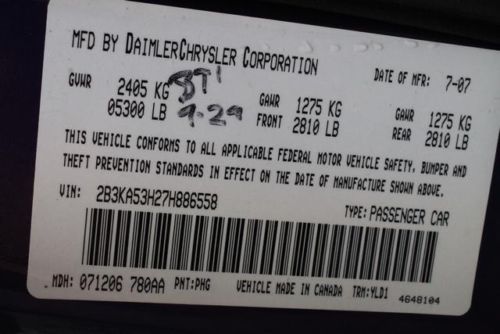 MFD BY DAIMLERCHRYSLER CORPORATION
DATE OF MFR: 7-07
GVWR 2405 KG GAWR 1275 KG GAWR 1275 KG
05300 LB FRONT 2810 LB REAR 2810 LB
9-29
THIS VEHICLE CONFORMS TO ALL APPLICABLE FEDERAL MOTOR VEHICLE SAFETY, BUMPER AND
THEFT PREVENTION STANDARDS IN EFFECT ON THE DATE OF MANUFACTURE SHOWN ABOVE.
VIN: 2B3KA53H27H886558
TYPE: PASSENGER CAR
MDH: 071206 780AA PNT: PHG VEHICLE MADE IN CANADA TRM: YLD1
4648104